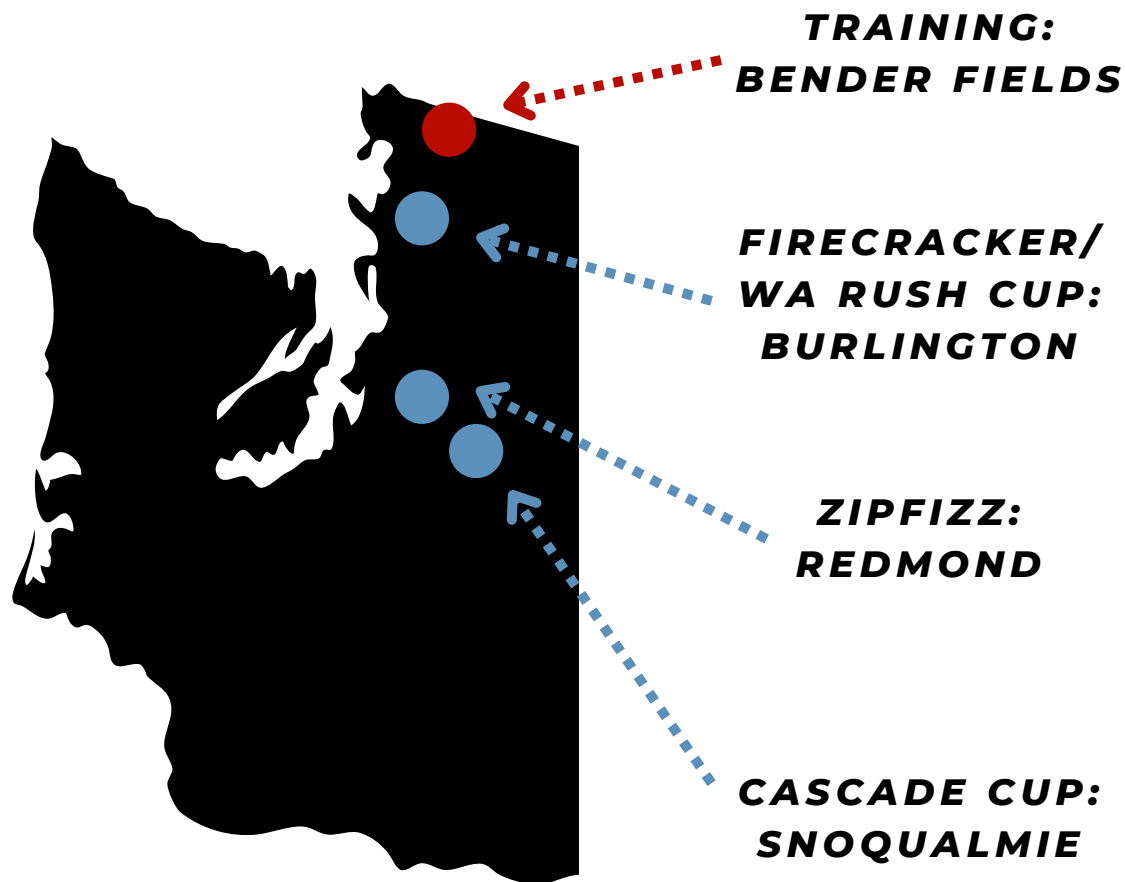 TRAINING:
BENDER FIELDS
FIRECRACKER/
WA RUSH CUP:
BURLINGTON
ZIPFIZZ:
REDMOND
CASCADE CUP:
SNOQUALMIE